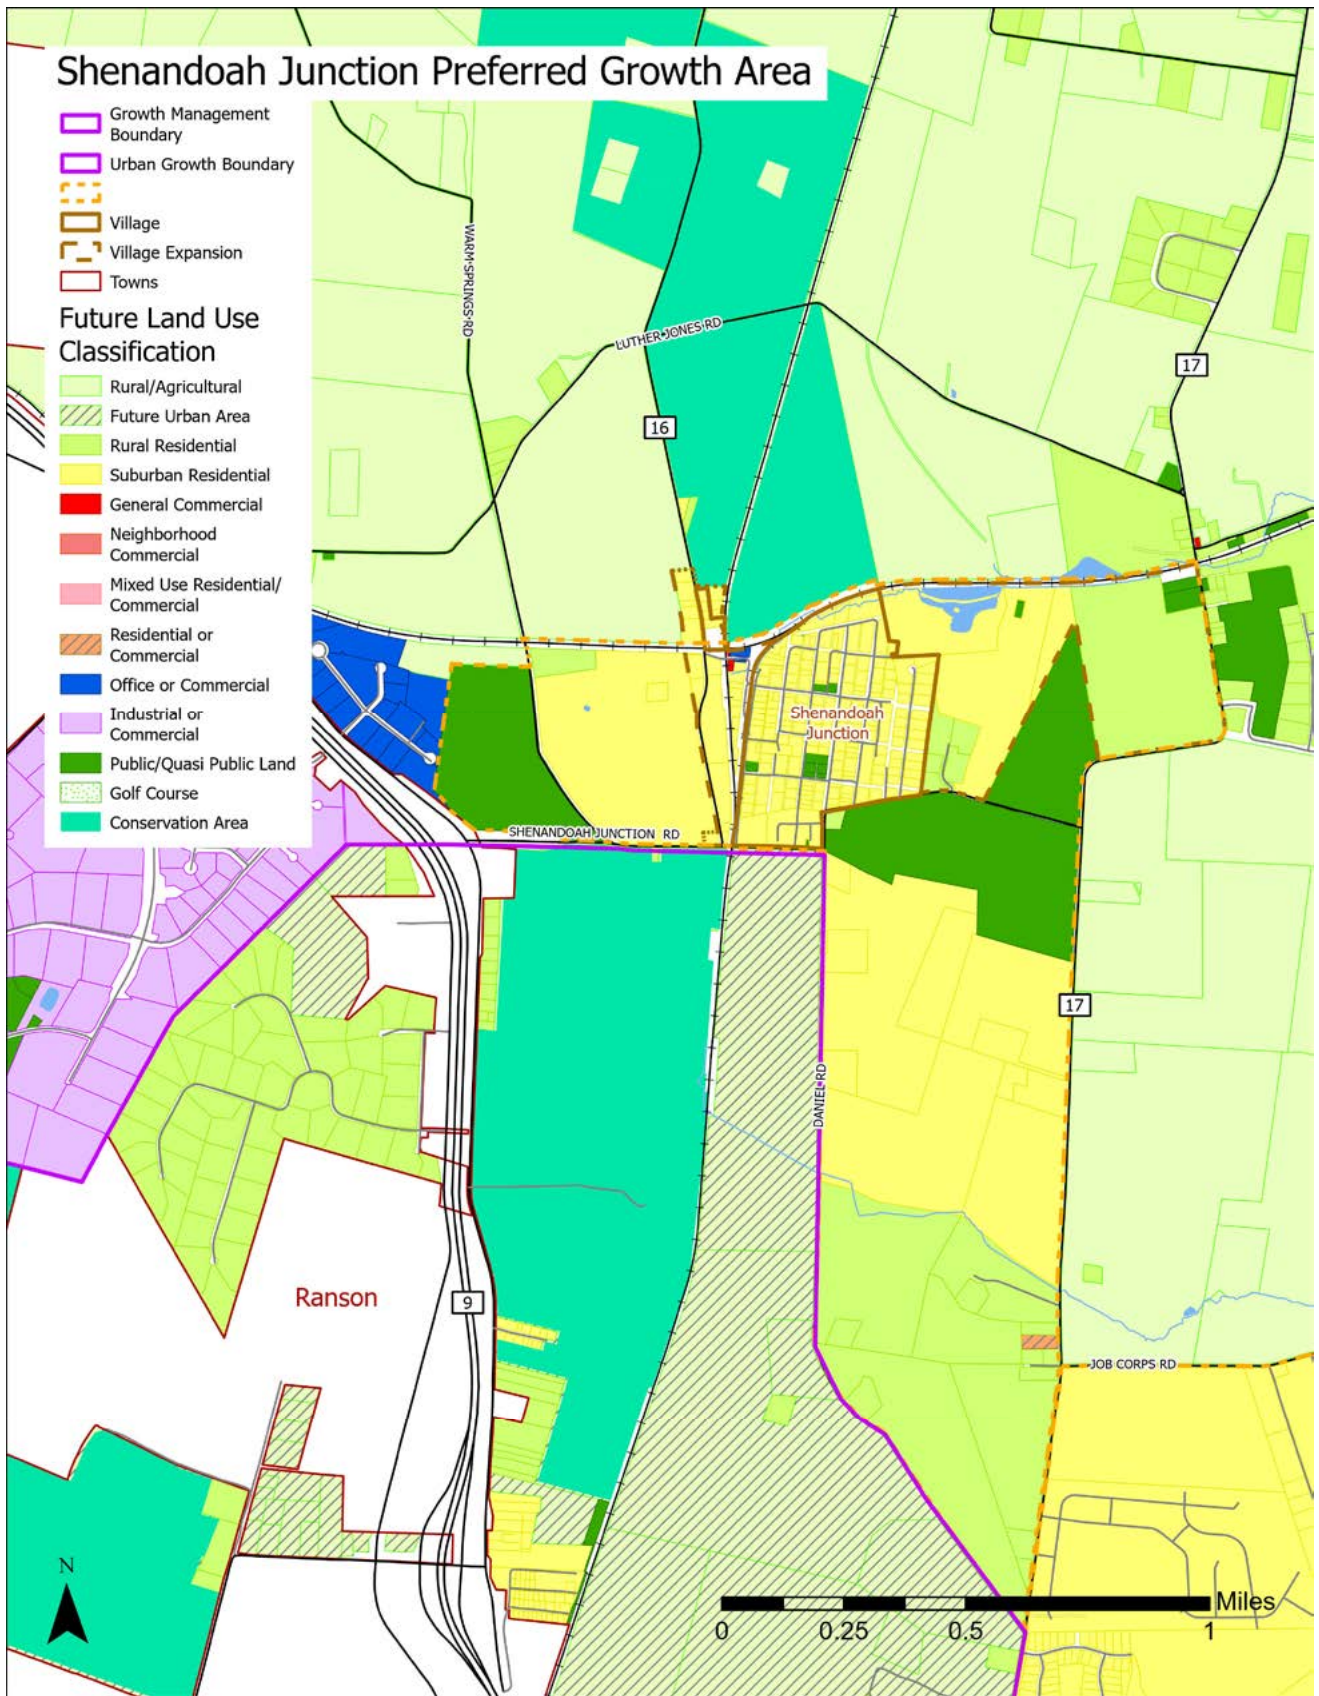 Shenandoah Junction Preferred Growth Area
Growth Management
Boundary
Urban Growth Boundary
Village
Village Expansion
Towns
Future Land Use
Classification
Rural/Agricultural
Future Urban Area
Rural Residential
Suburban Residential
General Commercial
Neighborhood
Commercial
Mixed Use Residential/
Commercial
Residential or
Commercial
Office or Commercial
Industrial or
Commercial
Public/Quasi Public Land
Golf Course
Conservation Area
WARM SPRINGS RD
LUTHER JONES RD
17
16
Shenandoah
Junction
SHENANDOAH JUNCTION RD
17
DANIEL RD
Ranson
9
JOB CORPS RD
N
Miles
0 0.25 0.5 1